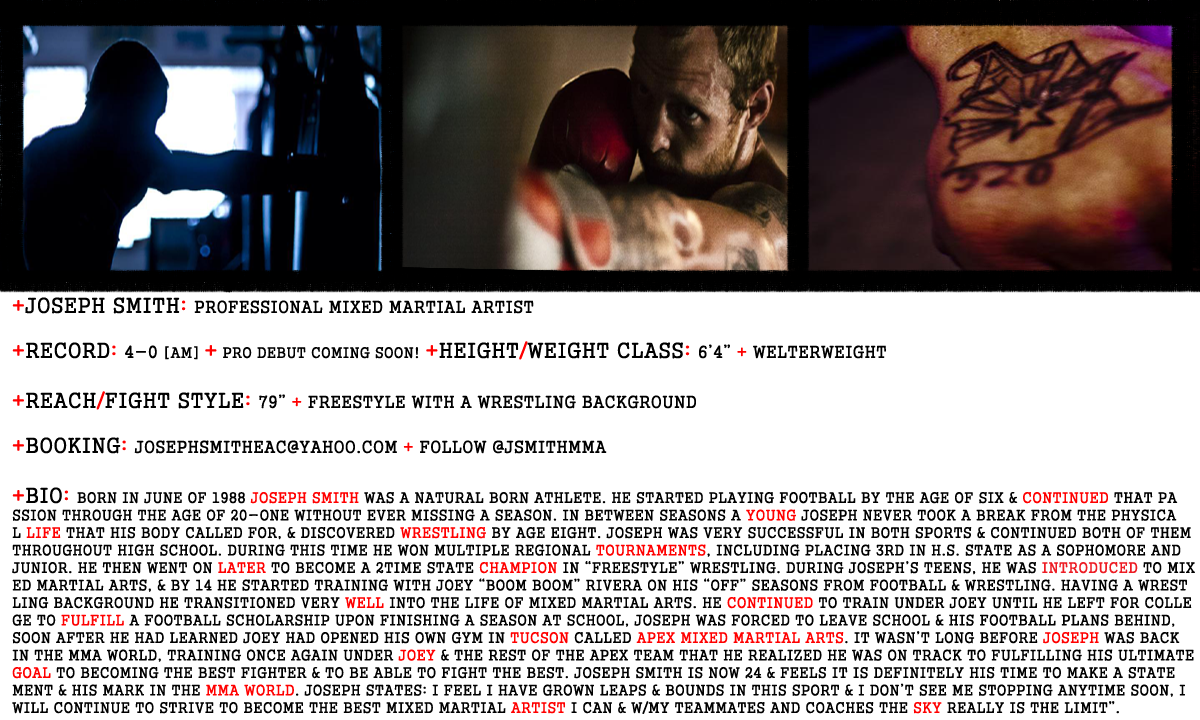 520
+JOSEPH SMITH: PROFESSIONAL MIXED MARTIAL ARTIST
+RECORD: 4-0 [AM] + PRO DEBUT COMING SOON! +HEIGHT/WEIGHT CLASS: 6'4" + WELTERWEIGHT
+REACH/FIGHT STYLE: 79" + FREESTYLE WITH A WRESTLING BACKGROUND
+BOOKING: JOSEPHSMITHEAC@YAHOO.COM + FOLLOW @JSMITHMMA
+BIO: BORN IN JUNE OF 1988 JOSEPH SMITH WAS A NATURAL BORN ATHLETE. HE STARTED PLAYING FOOTBALL BY THE AGE OF SIX & CONTINUED THAT PA
SSION THROUGH THE AGE OF 20-ONE WITHOUT EVER MISSING A SEASON. IN BETWEEN SEASONS A YOUNG JOSEPH NEVER TOOK A BREAK FROM THE PHYSICA
L LIFE THAT HIS BODY CALLED FOR, & DISCOVERED WRESTLING BY AGE EIGHT. JOSEPH WAS VERY SUCCESSFUL IN BOTH SPORTS & CONTINUED BOTH OF THEM
THROUGHOUT HIGH SCHOOL. DURING THIS TIME HE WON MULTIPLE REGIONAL TOURNAMENTS, INCLUDING PLACING 3RD IN H.S. STATE AS A SOPHOMORE AND
JUNIOR. HE THEN WENT ON LATER TO BECOME A 2TIME STATE CHAMPION IN "FREESTYLE" WRESTLING. DURING JOSEPH'S TEENS, HE WAS INTRODUCED TO MIX
ED MARTIAL ARTS, & BY 14 HE STARTED TRAINING WITH JOEY "BOOM BOOM" RIVERA ON HIS "OFF" SEASONS FROM FOOTBALL & WRESTLING. HAVING A WREST
LING BACKGROUND HE TRANSITIONED VERY WELL INTO THE LIFE OF MIXED MARTIAL ARTS. HE CONTINUED TO TRAIN UNDER JOEY UNTIL HE LEFT FOR COLLE
GE TO FULFILL A FOOTBALL SCHOLARSHIP UPON FINISHING A SEASON AT SCHOOL, JOSEPH WAS FORCED TO LEAVE SCHOOL & HIS FOOTBALL PLANS BEHIND,
SOON AFTER HE HAD LEARNED JOEY HAD OPENED HIS OWN GYM IN TUCSON CALLED APEX MIXED MARTIAL ARTS. IT WASN'T LONG BEFORE JOSEPH WAS BACK
IN THE MMA WORLD, TRAINING ONCE AGAIN UNDER JOEY & THE REST OF THE APEX TEAM THAT HE REALIZED HE WAS ON TRACK TO FULFILLING HIS ULTIMATE
GOAL TO BECOMING THE BEST FIGHTER & TO BE ABLE TO FIGHT THE BEST. JOSEPH SMITH IS NOW 24 & FEELS IT IS DEFINITELY HIS TIME TO MAKE A STATE
MENT & HIS MARK IN THE MMA WORLD. JOSEPH STATES: I FEEL I HAVE GROWN LEAPS & BOUNDS IN THIS SPORT & I DON'T SEE ME STOPPING ANYTIME SOON, I
WILL CONTINUE TO STRIVE TO BECOME THE BEST MIXED MARTIAL ARTIST I CAN & W/MY TEAMMATES AND COACHES THE SKY REALLY IS THE LIMIT".